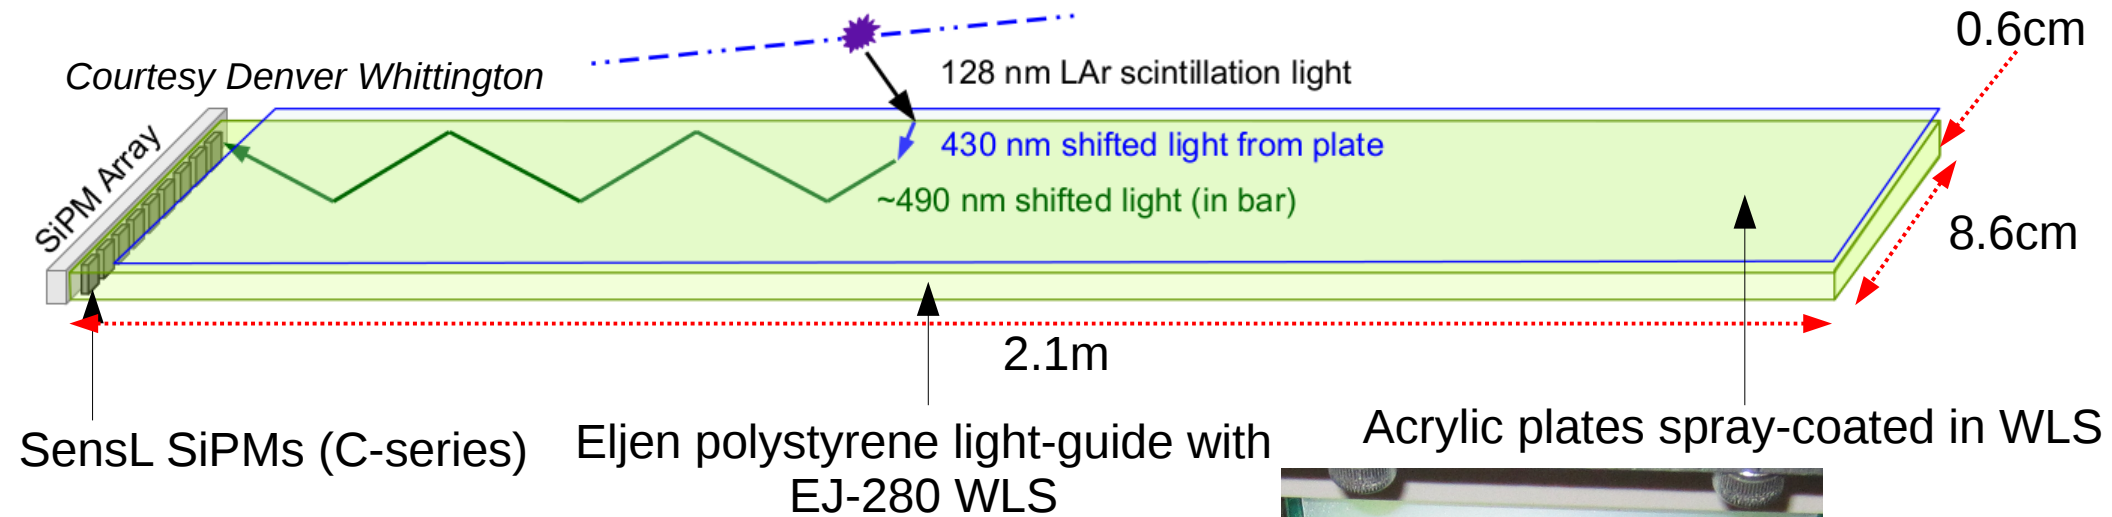 0.6cm
Courtesy Denver Whittington
128 nm LAr scintillation light
SiPM Array
430 nm shifted light from plate
~490 nm shifted light (in bar)
8.6cm
2.1m
SensL SiPMs (C-series)
Eljen polystyrene light-guide with
EJ-280 WLS
Acrylic plates spray-coated in WLS